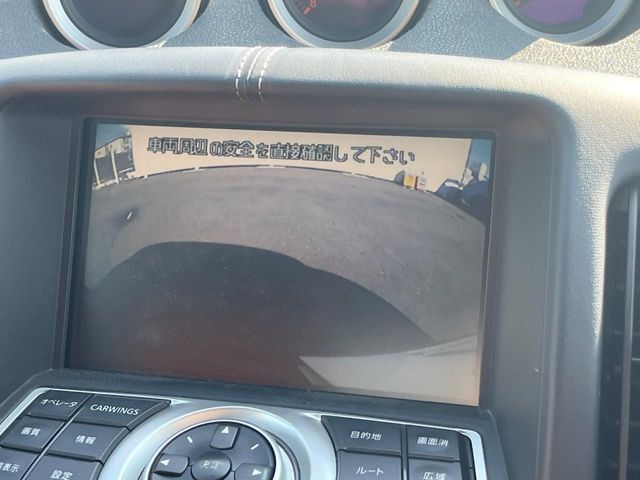 車両周辺の安全を直接確認して下さい
オペレータ
CARWINGS
目的地
画面消
画質
情報
決定
ルート
広域
表示
設定